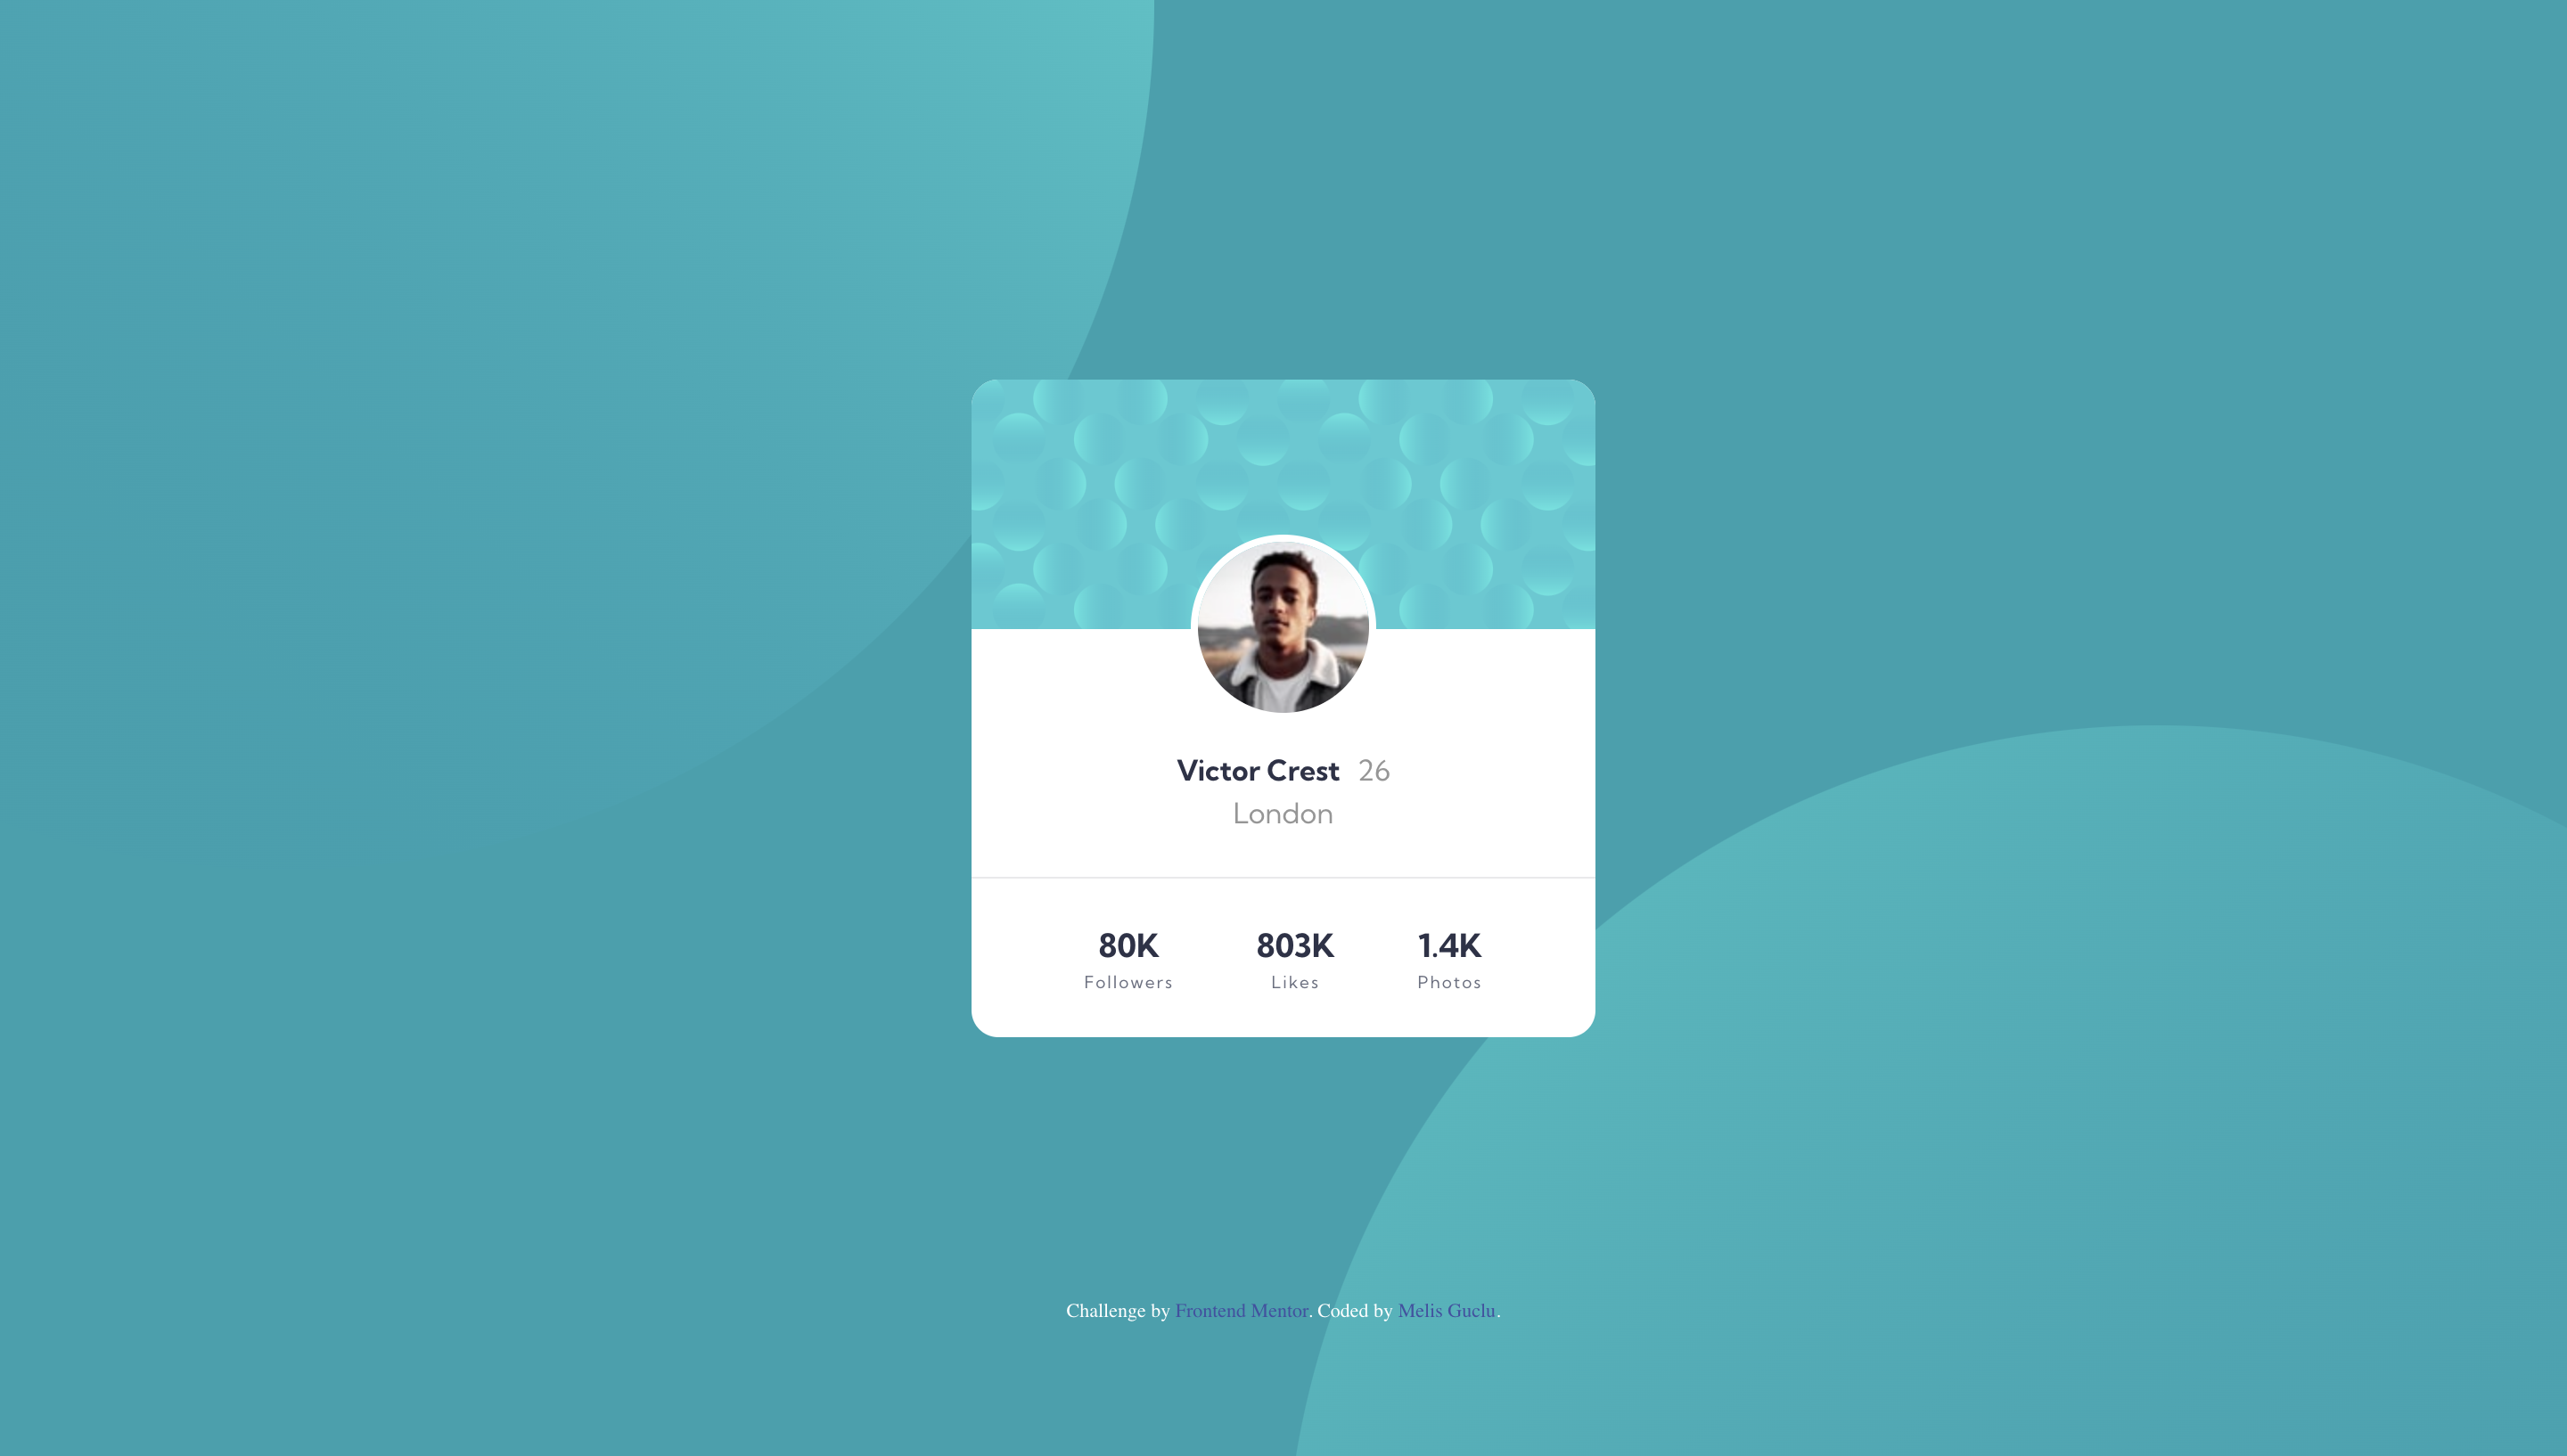 Victor Crest 26
London
80K 803K 1.4K
Followers Likes Photos
Challenge by Frontend Mentor. Coded by Melis Guclu.